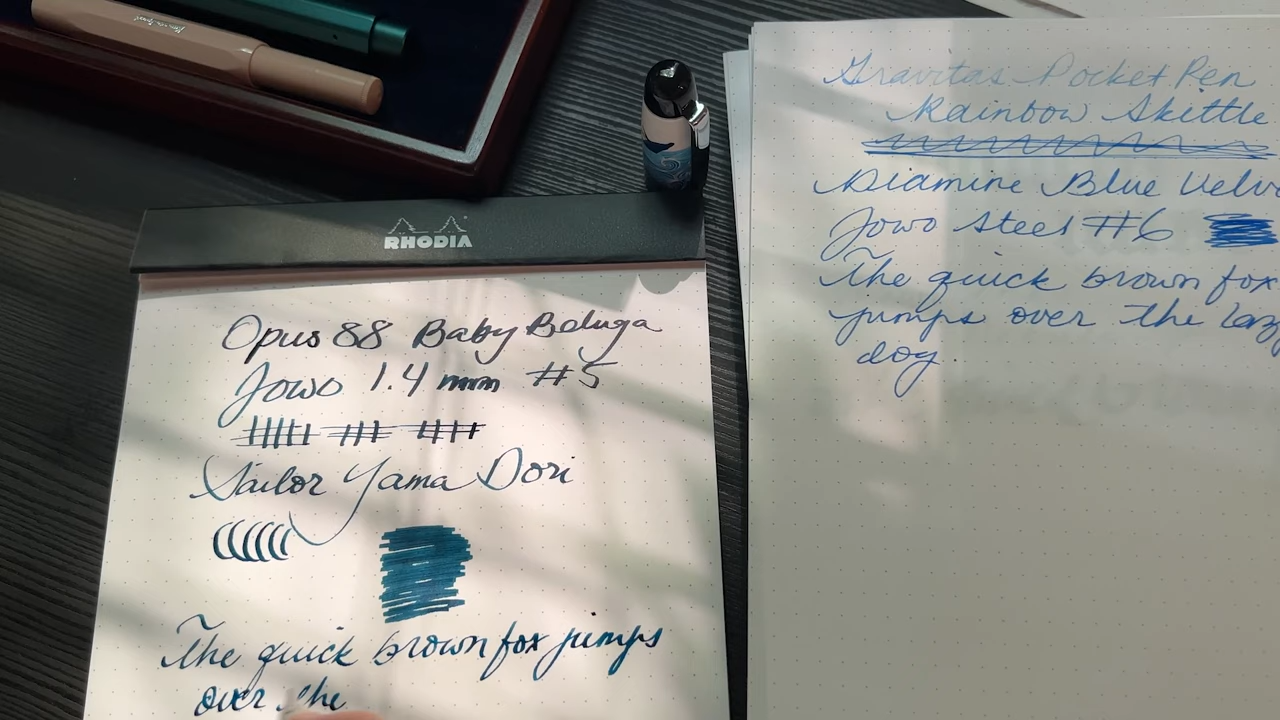 RHODIA
Opus 88 Baby Beluga
Jowo 1.4 mm #5
Sailor Yama Dori
The quick brown fox jumps
over the
Gravitas Pocket Pen
Rainbow Skittle
Diamine Blue Velv
Jowo Steel #6
The quick brown fox
jumps over the lazy
dog.